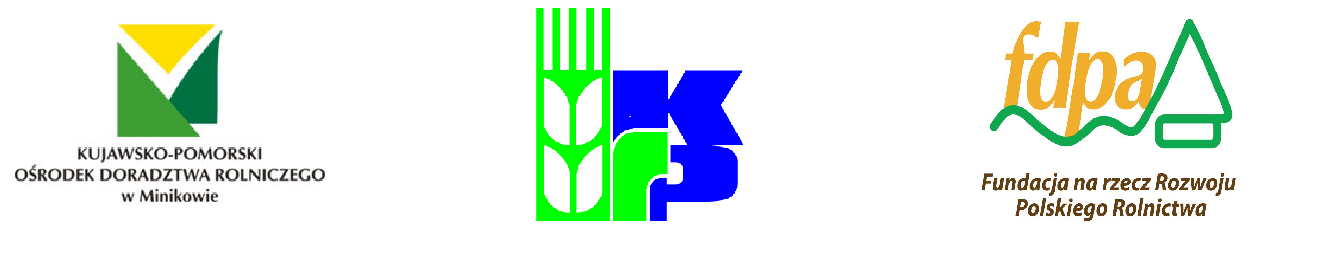 KUJAWSKO-POMORSKI
OŚRODEK DORADZTWA ROLNICZEGO
w Minikowie
K
r
P
fdpa
Fundacja na rzecz Rozwoju
Polskiego Rolnictwa